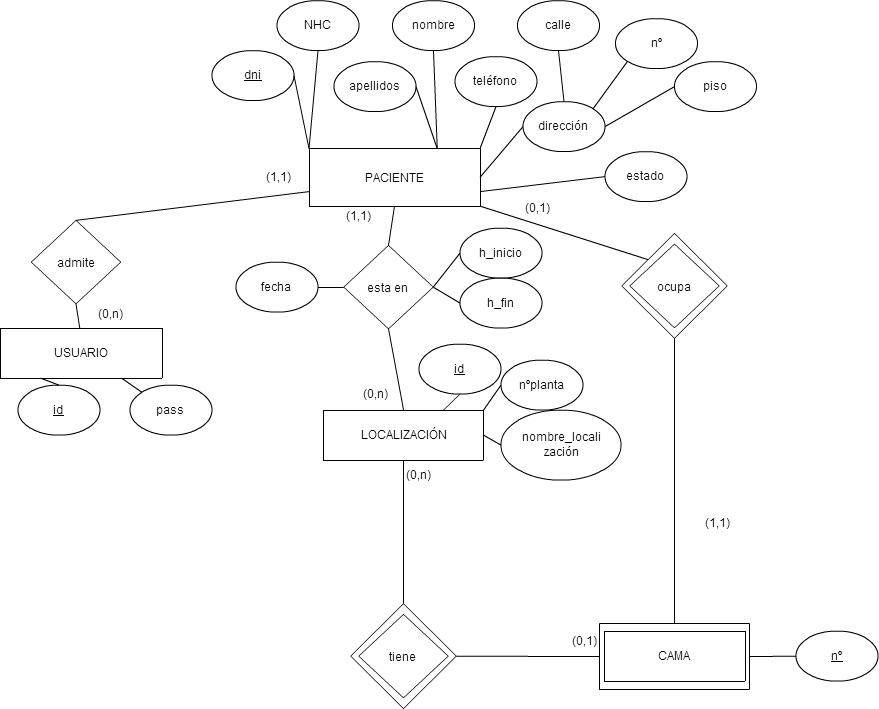 NHC
nombre
calle
nº
dni
apellidos
teléfono
piso
dirección
PACIENTE
estado
(1,1)
(1,1)
(0,1)
admite
h_inicio
fecha
esta en
ocupa
h_fin
(0,n)
USUARIO
id
nºplanta
(0,n)
id
pass
LOCALIZACIÓN
nombre_locali
zación
(0,n)
(1,1)
(0,1)
tiene
CAMA
nº